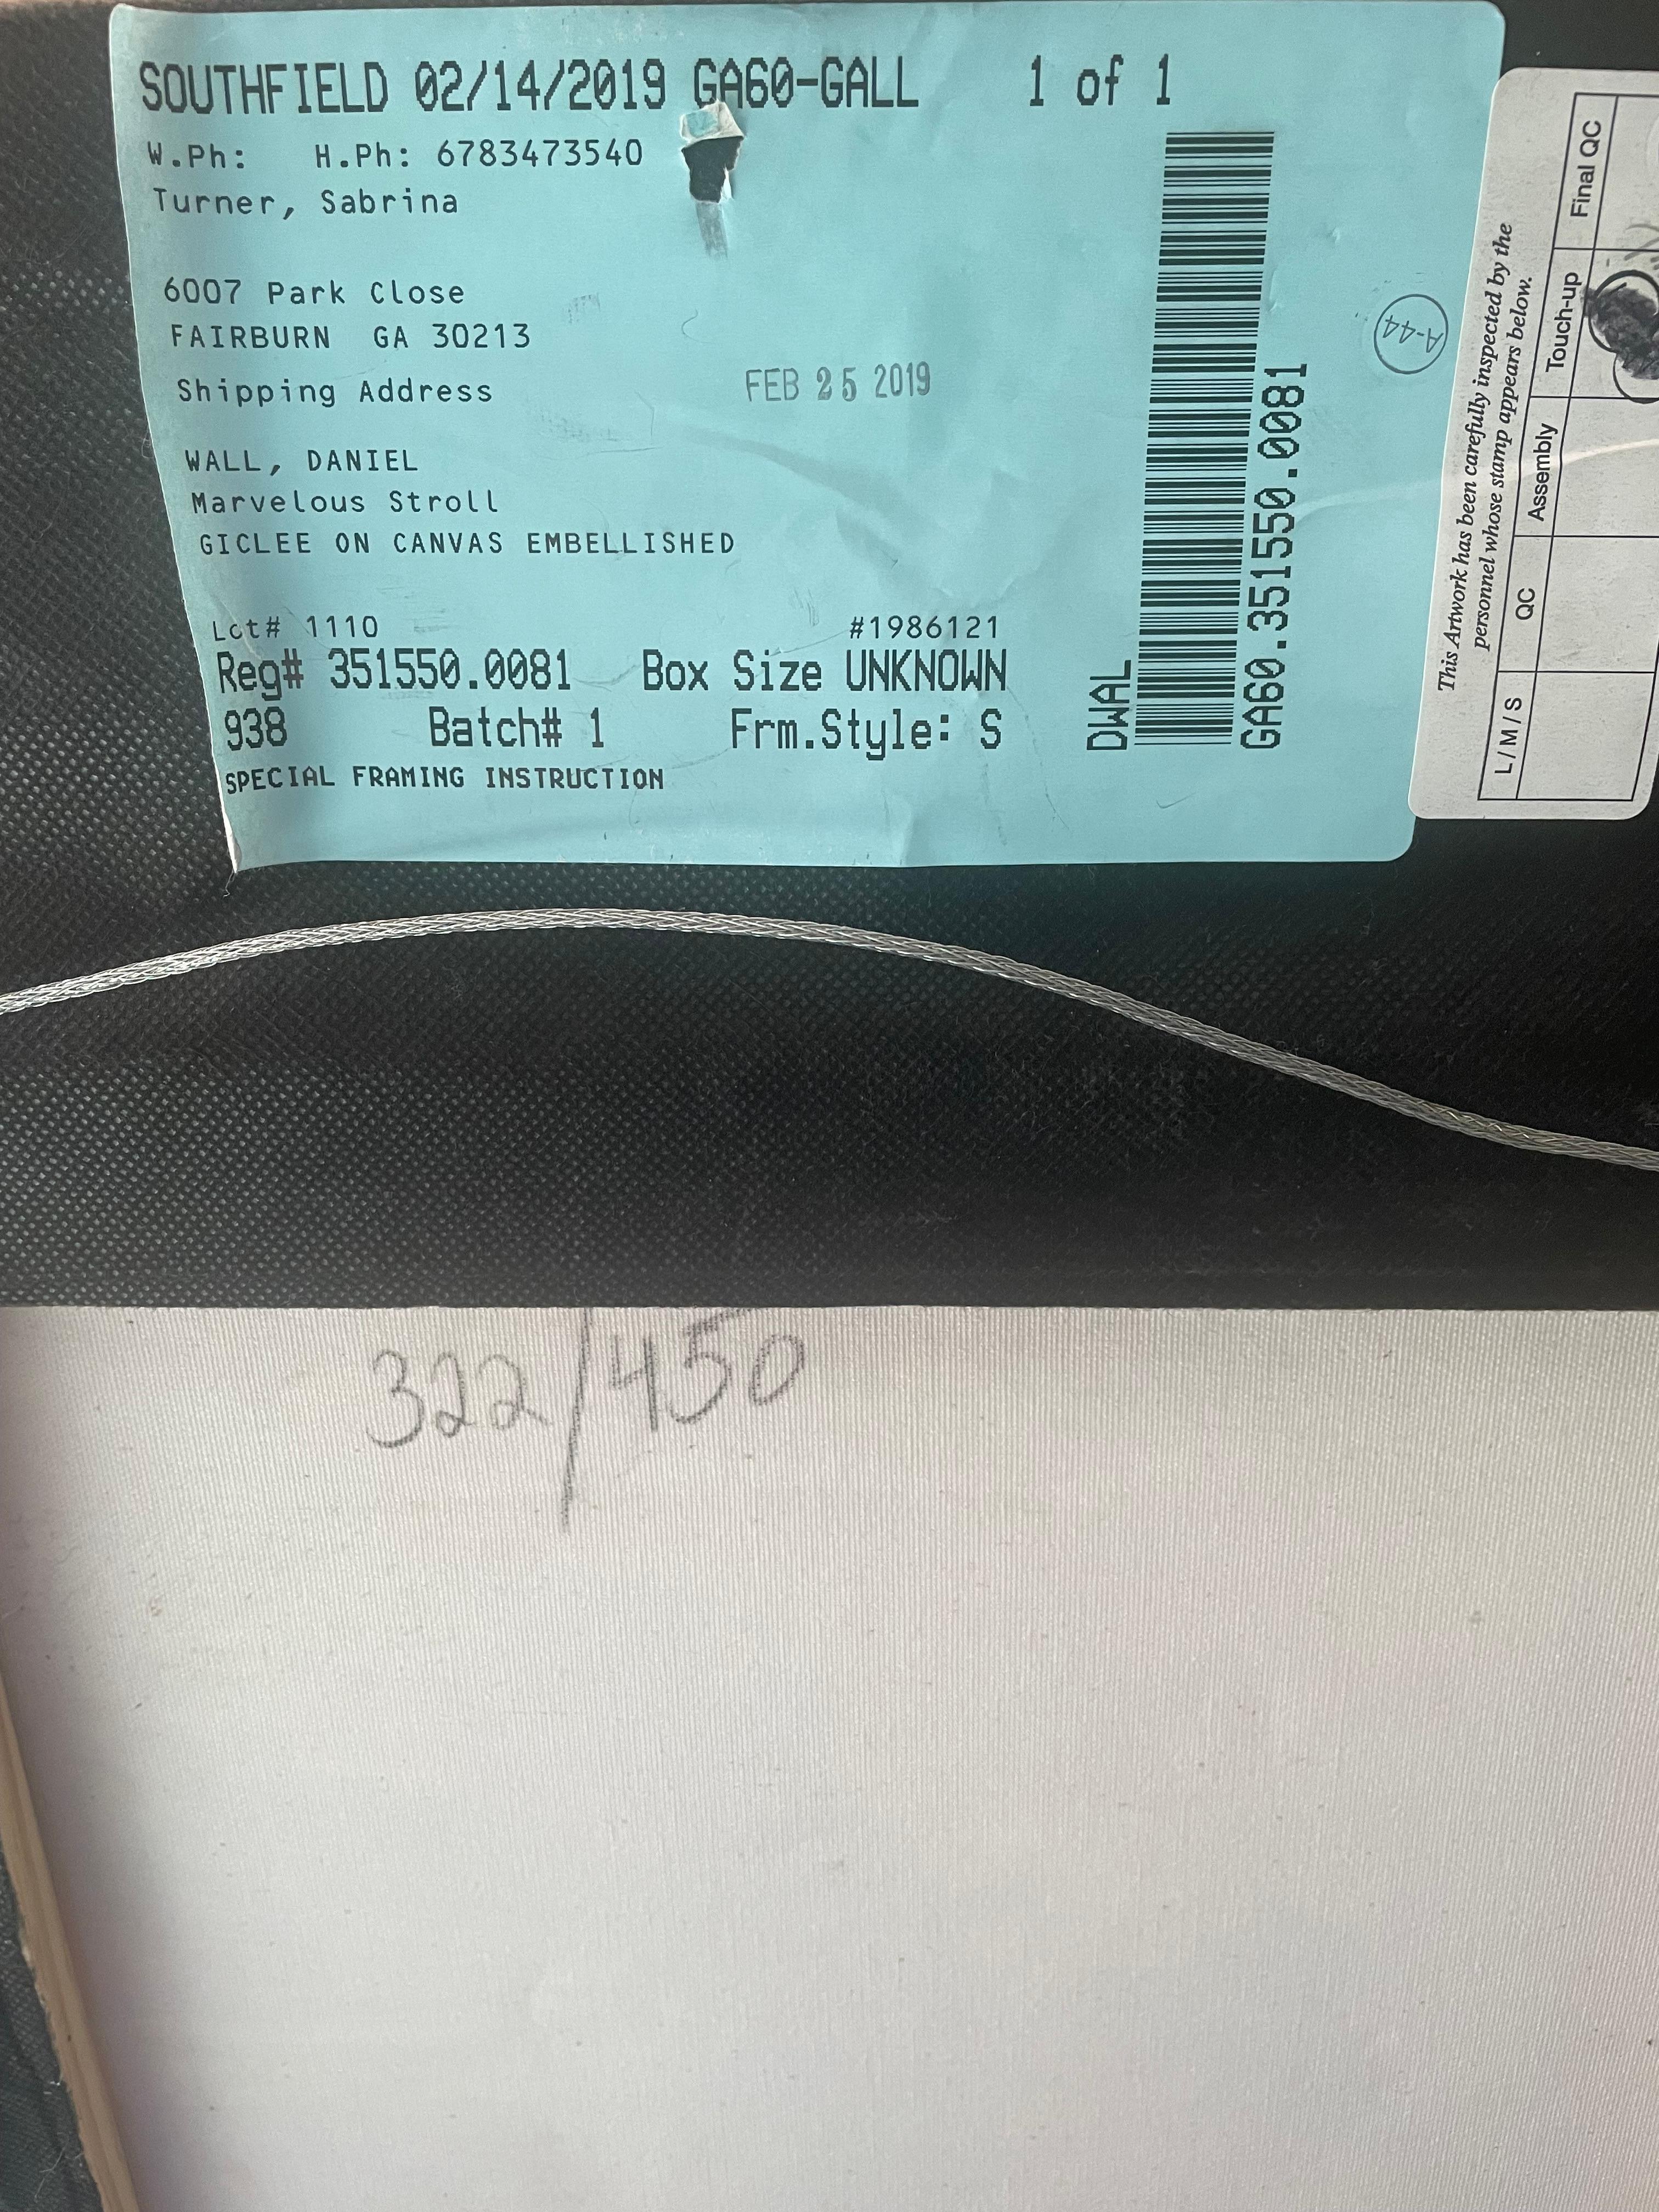 SOUTHFIELD 02/14/2019 GA60-GALL 1 of 1
W.Ph: H.Ph: 6783473540
Turner, Sabrina
6007 Park Close
FAIRBURN GA 30213
Shipping Address
FEB 25 2019
WALL, DANIEL
Marvelous Stroll
GICLEE ON CANVAS EMBELLISHED
Lot# 1110 #1986121
Reg# 351550.0081 Box Size UNKNOWN
938 Batch# 1 Frm.Style: S
SPECIAL FRAMING INSTRUCTION
DWAL
GA60.351550.0081
A-44
This Artwork has been carefully inspected by the
personnel whose stamp appears below.
L/M/S QC Assembly Touch-up Final QC
322/450